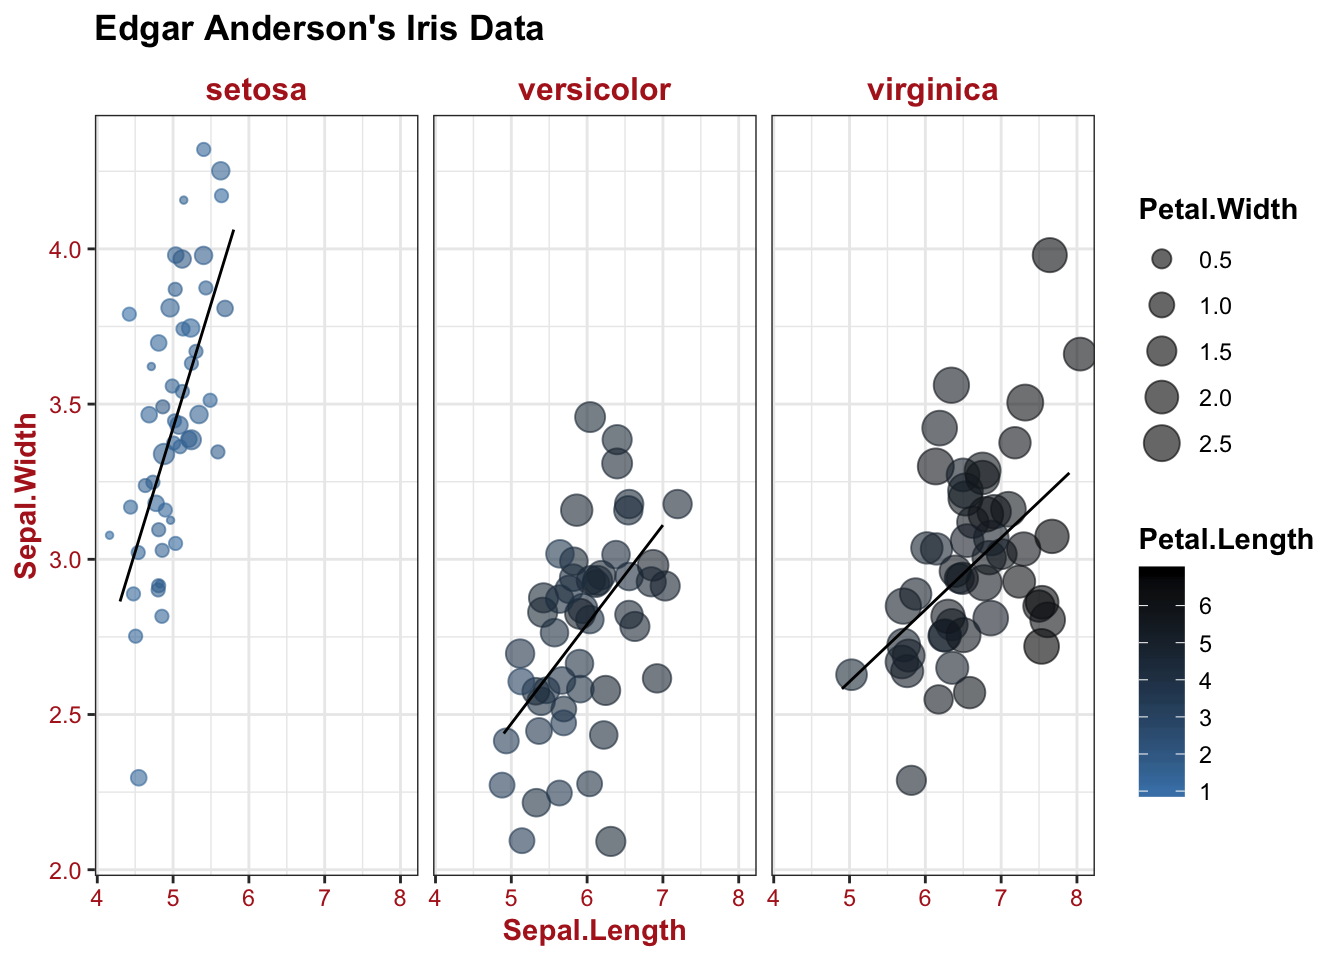 Edgar Anderson's Iris Data
setosa
versicolor
virginica
Sepal.Width
4.0
3.5
3.0
2.5
2.0
4 5 6 7 8
4 5 6 7 8
4 5 6 7 8
Sepal.Length
Petal.Width
0.5
1.0
1.5
2.0
2.5
Petal.Length
6
5
4
3
2
1